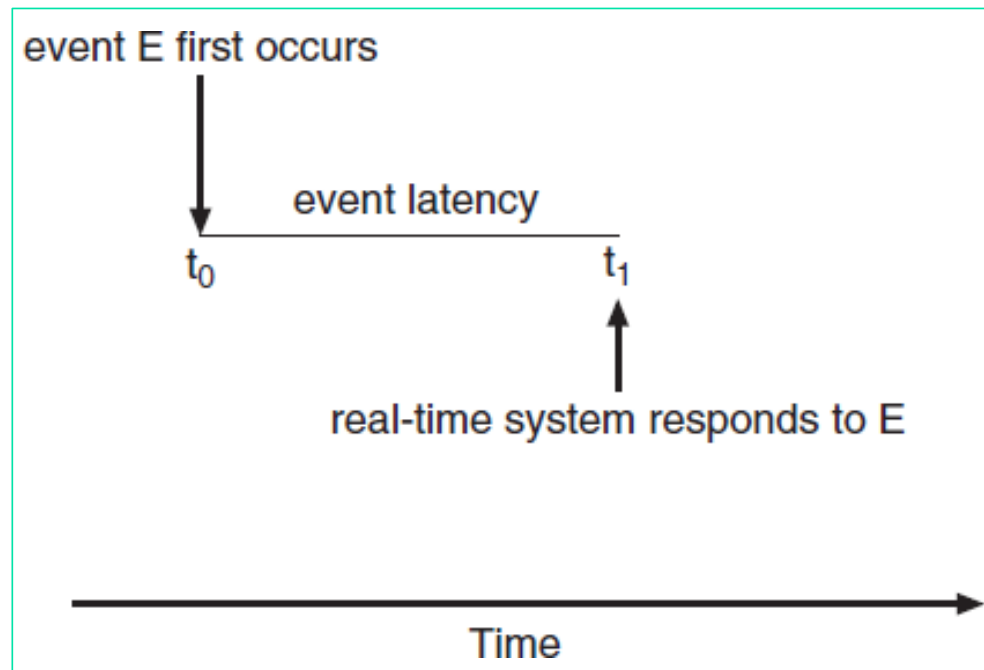 event E first occurs
event latency
t₀
t₁
real-time system responds to E
Time